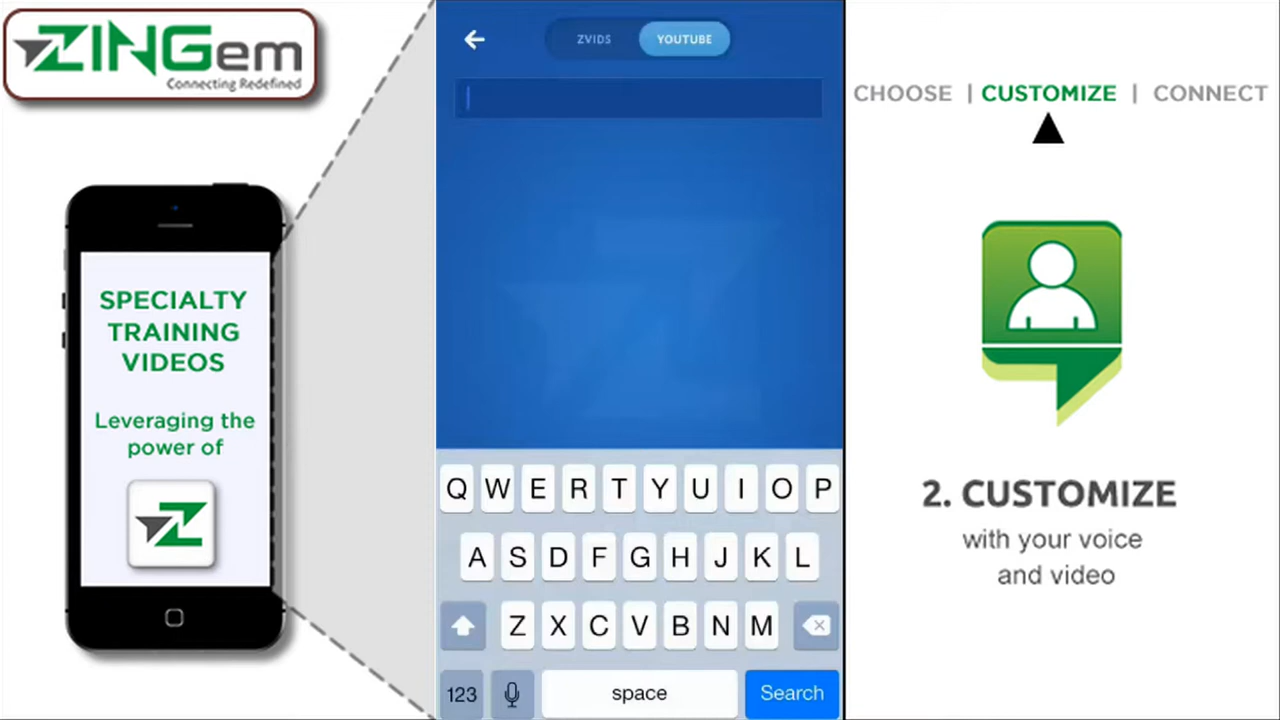 ZINGem
Connecting Redefined
SPECIALTY
TRAINING
VIDEOS
Leveraging the
power of
Z
ZVIDS YOUTUBE
Q W E R T Y U I O P
A S D F G H J K L
Z X C V B N M
123 space Search
CHOOSE | CUSTOMIZE | CONNECT
2. CUSTOMIZE
with your voice
and video